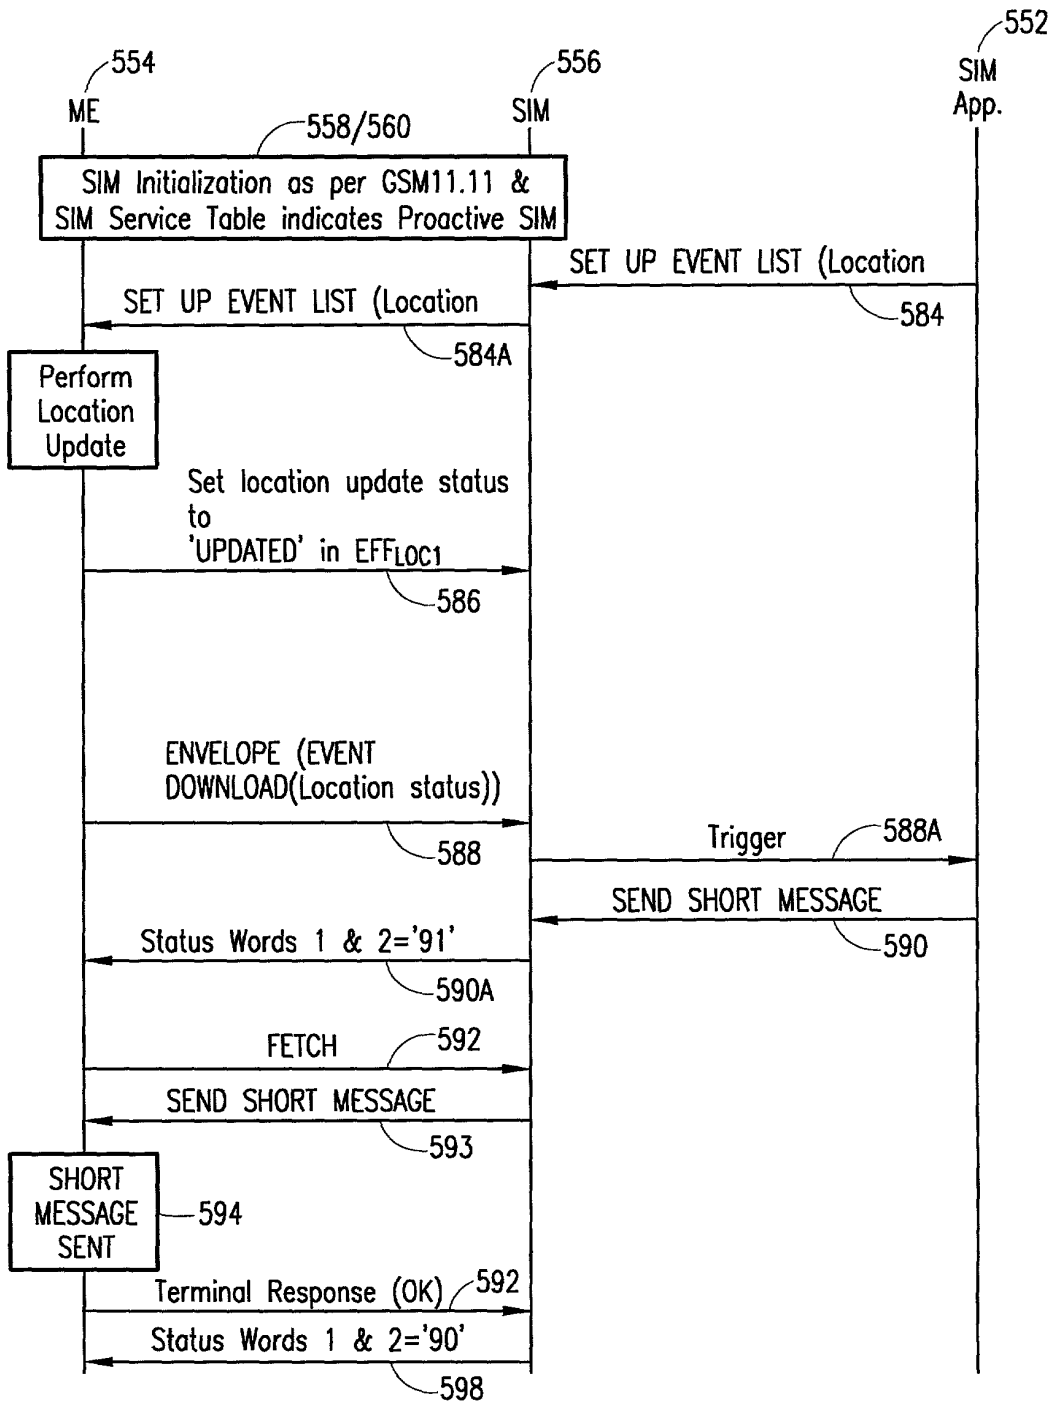 552
554
556
SIM
App.
ME
SIM
558/560
SIM Initialization as per GSM11.11 &
SIM Service Table indicates Proactive SIM
SET UP EVENT LIST (Location
584
SET UP EVENT LIST (Location
584A
Perform
Location
Update
Set location update status
to
'UPDATED' in EFFLOC1
586
ENVELOPE (EVENT
DOWNLOAD(Location status))
588
Trigger
588A
SEND SHORT MESSAGE
590
Status Words 1 & 2='91'
590A
FETCH
592
SEND SHORT MESSAGE
593
SHORT
MESSAGE
SENT
594
Terminal Response (OK)
592
Status Words 1 & 2='90'
598